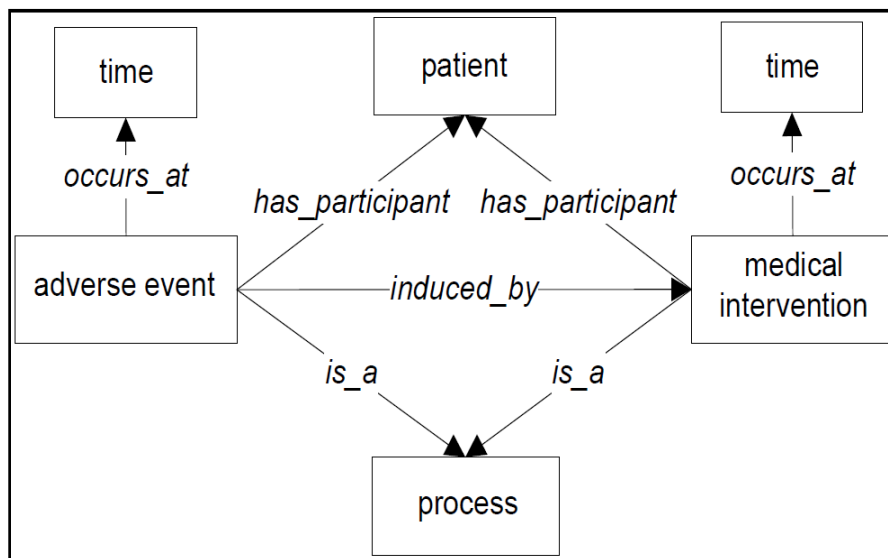 time
patient
time
occurs_at
occurs_at
has_participant
has_participant
adverse event
induced_by
medical
intervention
is_a
is_a
process